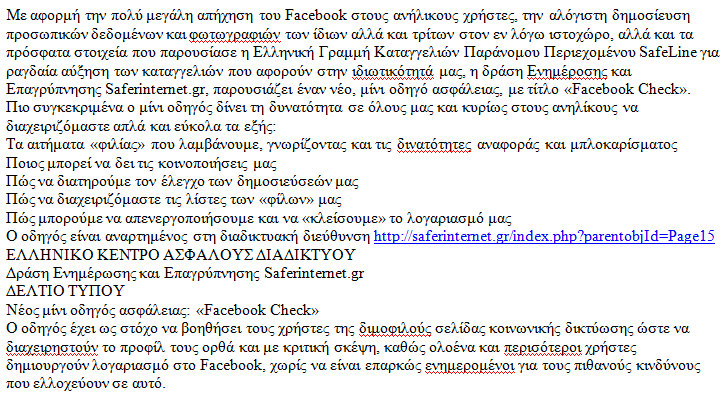 Με αφορμή την πολύ μεγάλη απήχηση του Facebook στους ανήλικους χρήστες, την αλόγιστη δημοσίευση
προσωπικών δεδομένων και φωτογραφιών των ίδιων αλλά και τρίτων στον εν λόγω ιστοχώρο, αλλά και τα
πρόσφατα στοιχεία που παρουσίασε η Ελληνική Γραμμή Καταγγελιών Παράνομου Περιεχομένου SafeLine για
ραγδαία αύξηση των καταγγελιών που αφορούν στην ιδιωτικότητά μας, η δράση Ενημέροσης και
Επαγρύπνησης Saferinternet.gr, παρουσιάζει έναν νέο, μίνι οδηγό ασφάλειας, με τίτλο «Facebook Check».
Πιο συγκεκριμένα ο μίνι οδηγός δίνει τη δυνατότητα σε όλους μας και κυρίως στους ανηλίκους να
διαχειριζόμαστε απλά και εύκολα τα εξής:
Τα αιτήματα «φιλίας» που λαμβάνουμε, γνωρίζοντας και τις δινατότητες αναφοράς και μπλοκαρίσματος
Ποιος μπορεί να δει τις κοινοποιήσεις μας
Πώς να διατηρούμε τον έλεγχο των δημοσιεύσεών μας
Πώς να διαχειριζόμαστε τις λίστες των «φίλων» μας
Πώς μπορούμε να απενεργοποιήσουμε και να «κλείσουμε» το λογαριασμό μας
Ο οδηγός είναι αναρτημένος στη διαδικτυακή διεύθυνση http://saferinternet.gr/index.php?parentobjId=Page15
ΕΛΛΗΝΙΚΟ ΚΕΝΤΡΟ ΑΣΦΑΛΟΥΣ ΔΙΑΔΙΚΤΥΟΥ
Δράση Ενημέρωσης και Επαγρύπνησης Saferinternet.gr
ΔΕΛΤΙΟ ΤΥΠΟΥ
Νέος μίνι οδηγός ασφάλειας: «Facebook Check»
Ο οδηγός έχει ως στόχο να βοηθήσει τους χρήστες της διμοφιλούς σελίδας κοινωνικής δικτύωσης ώστε να
διαχειρηστούν το προφίλ τους ορθά και με κριτική σκέψη, καθώς ολοένα και περισότεροι χρήστες
δημιουργούν λογαριασμό στο Facebook, χωρίς να είναι επαρκώς ενημερομένοι για τους πιθανούς κινδύνους
που ελλοχεύουν σε αυτό.